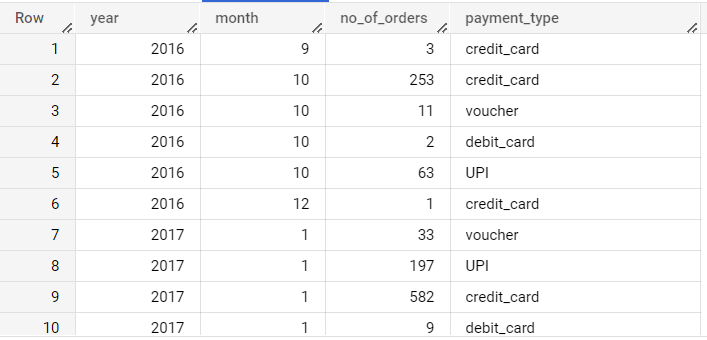 Row year month no_of_orders payment_type
1 2016 9 3 credit_card
2 2016 10 253 credit_card
3 2016 10 11 voucher
4 2016 10 2 debit_card
5 2016 10 63 UPI
6 2016 12 1 credit_card
7 2017 1 33 voucher
8 2017 1 197 UPI
9 2017 1 582 credit_card
10 2017 1 9 debit_card